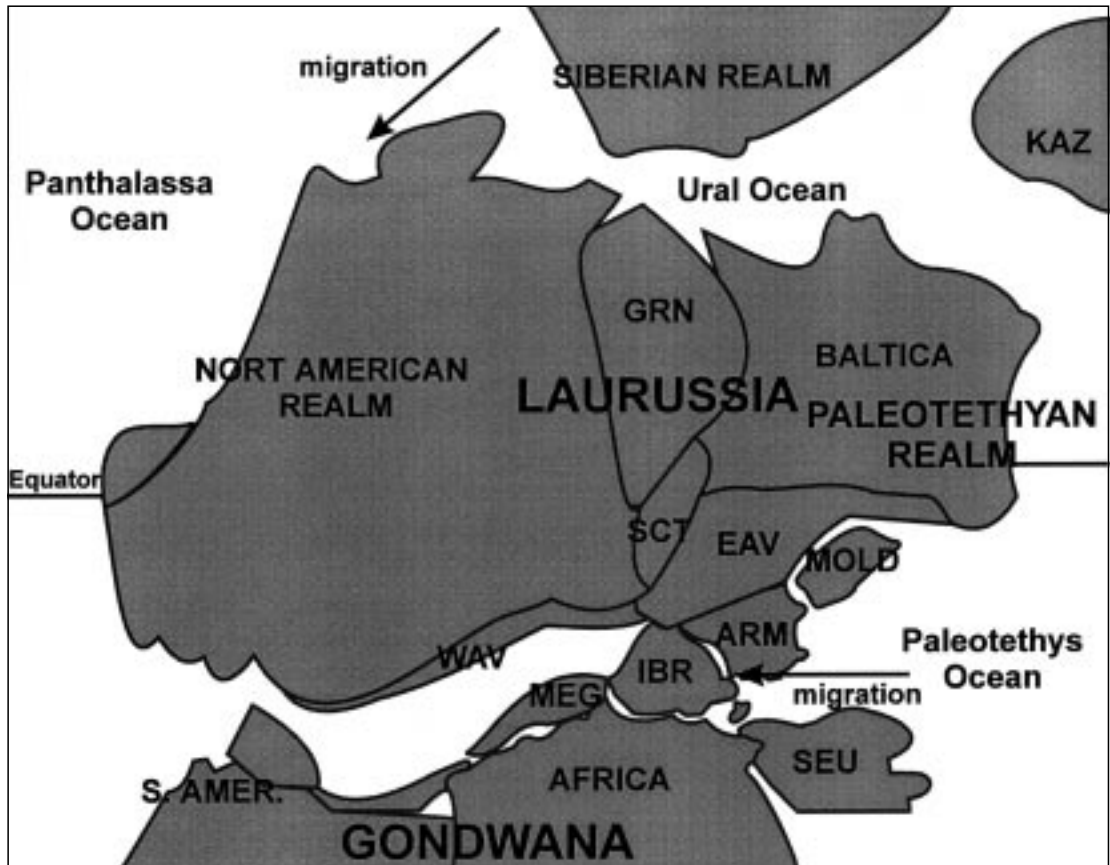 migration
SIBERIAN REALM
KAZ
Panthalassa
Ocean
Ural Ocean
GRN
NORT AMERICAN
REALM
BALTICA
LAURUSSIA
PALEOTETHYAN
REALM
Equator
SCT
EAV
MOLD
ARM
WAV
IBR
Paleotethys
Ocean
MEG
migration
SEU
S. AMER.
AFRICA
GONDWANA